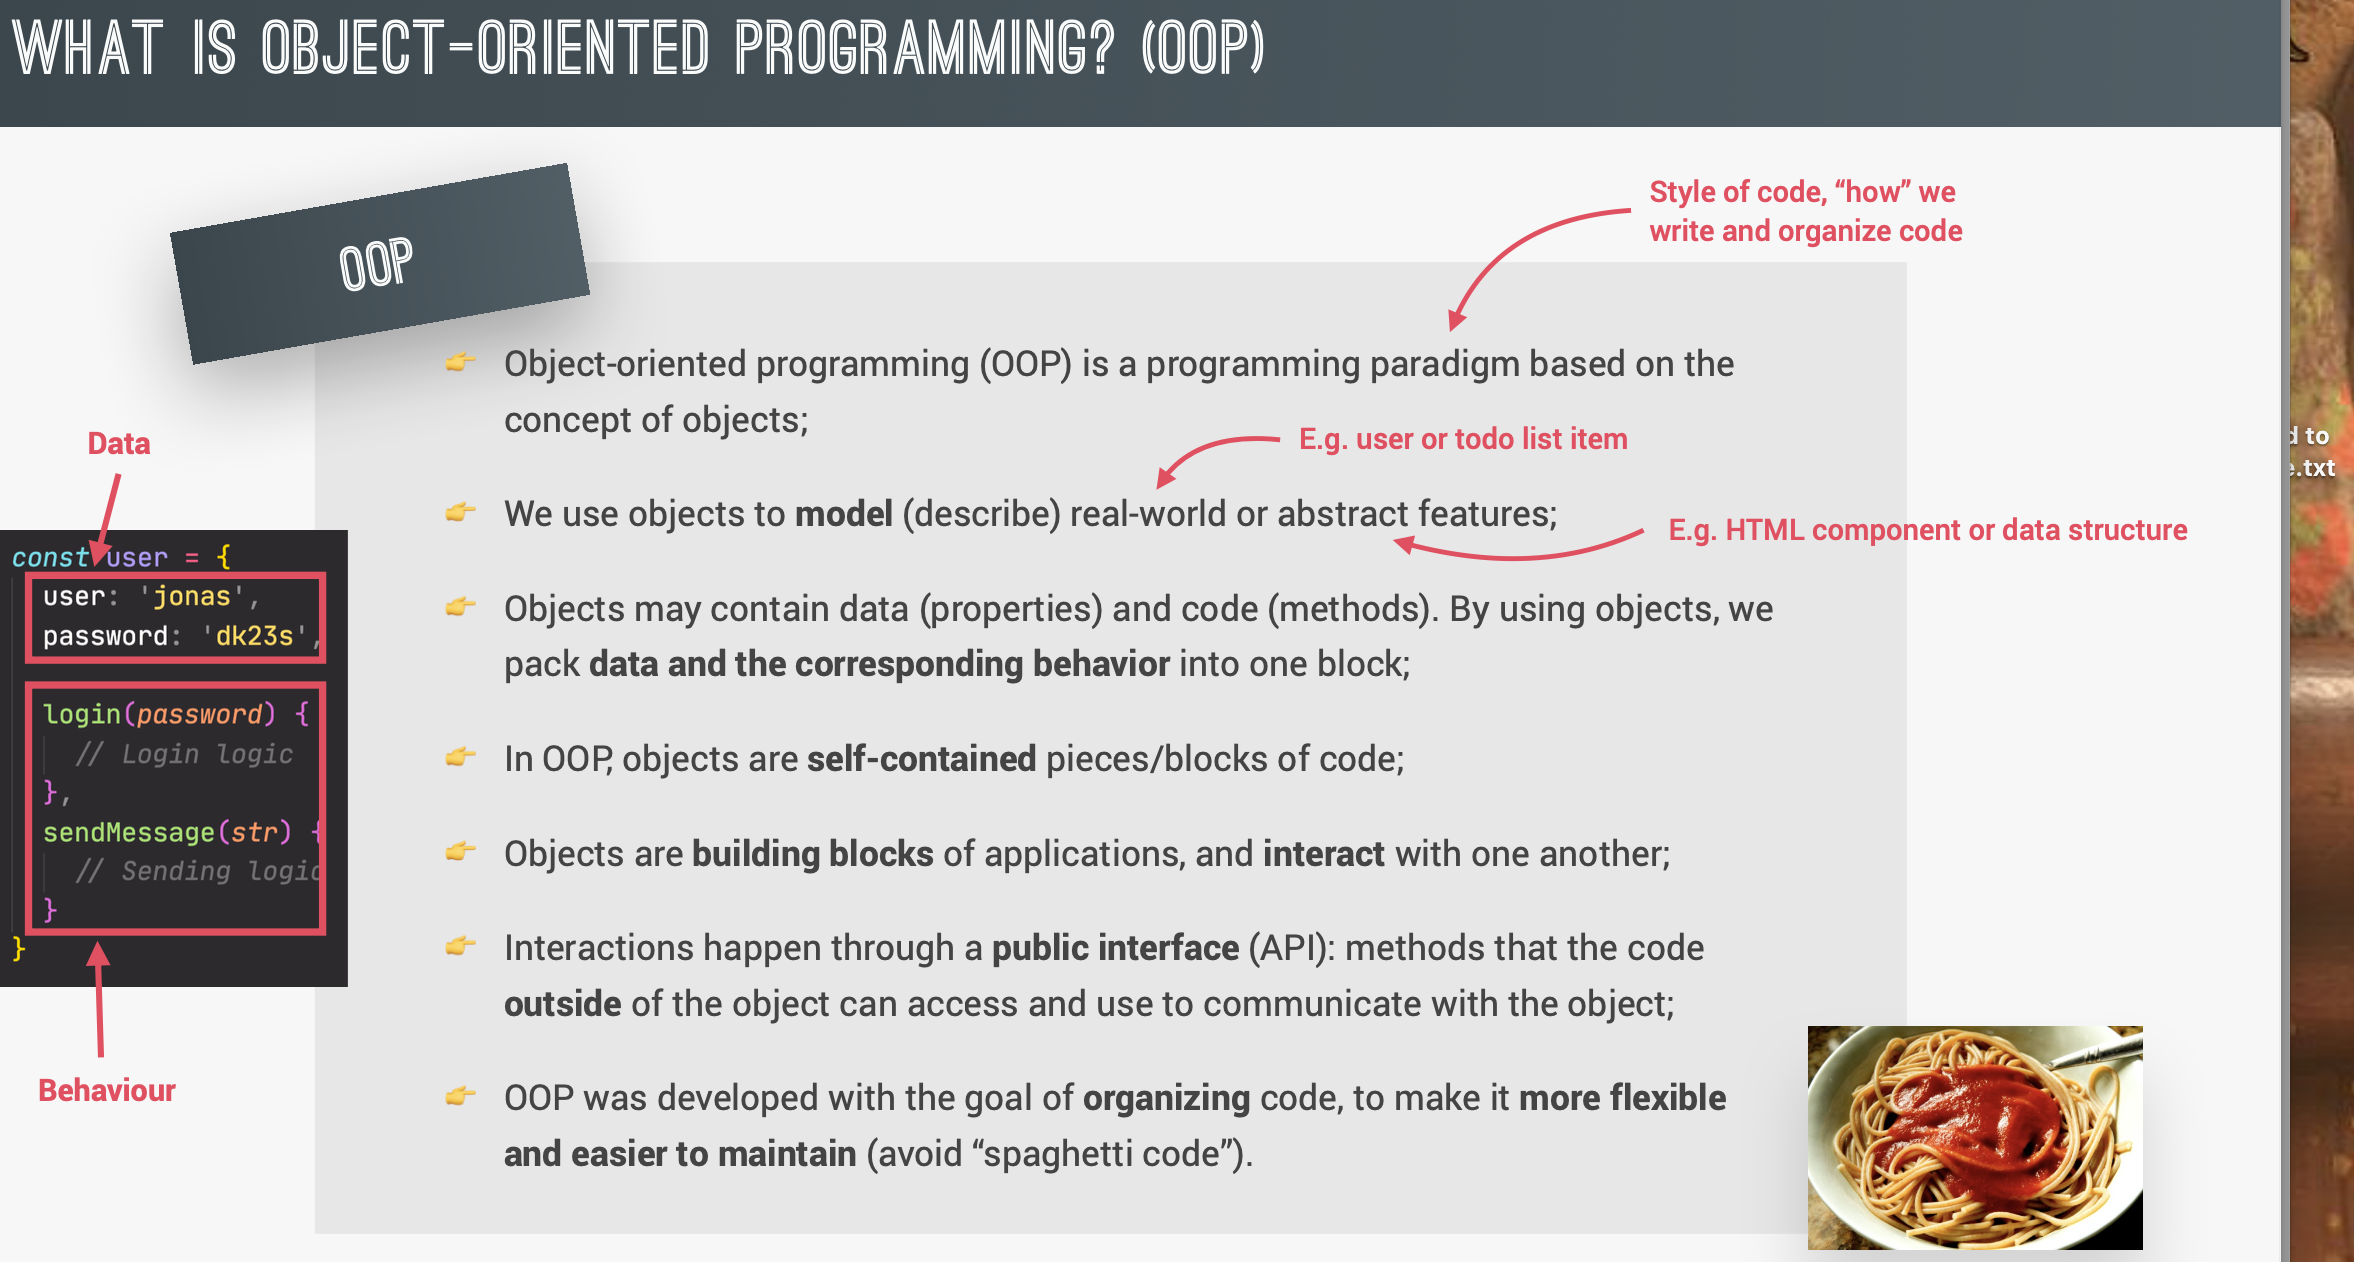 WHAT IS OBJECT-ORIENTED PROGRAMMING? (OOP)
OOP
Style of code, “how” we
write and organize code
Object-oriented programming (OOP) is a programming paradigm based on the
concept of objects;
E.g. user or todo list item
We use objects to model (describe) real-world or abstract features;
E.g. HTML component or data structure
Objects may contain data (properties) and code (methods). By using objects, we
pack data and the corresponding behavior into one block;
In OOP, objects are self-contained pieces/blocks of code;
Objects are building blocks of applications, and interact with one another;
Interactions happen through a public interface (API): methods that the code
outside of the object can access and use to communicate with the object;
OOP was developed with the goal of organizing code, to make it more flexible
and easier to maintain (avoid “spaghetti code”).
Data
const user = {
user: 'jonas',
password: 'dk23s',
login(password) {
// Login logic
},
sendMessage(str) {
// Sending logic
}
}
Behaviour
d to
e.txt